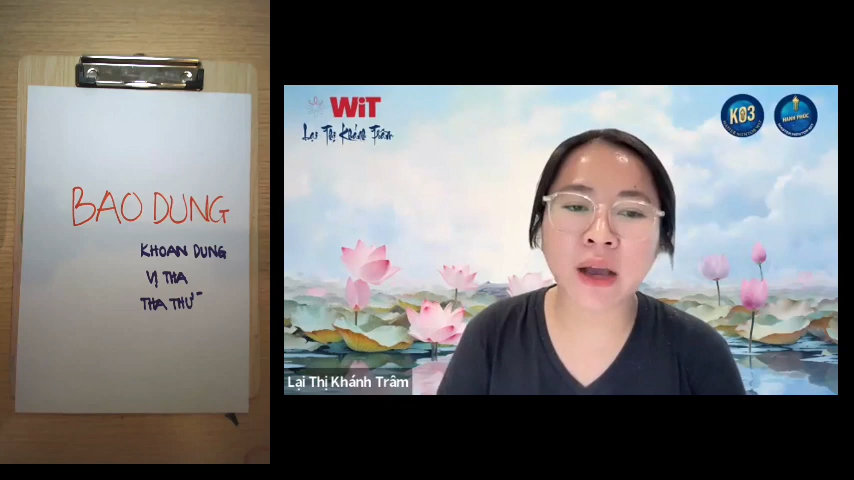 BAO DUNG
KHOAN DUNG
VỊ THA
THA THỨ
WiT
Lại Thị Khánh Trâm
K03
HẠNH PHÚC
Lại Thị Khánh Trâm